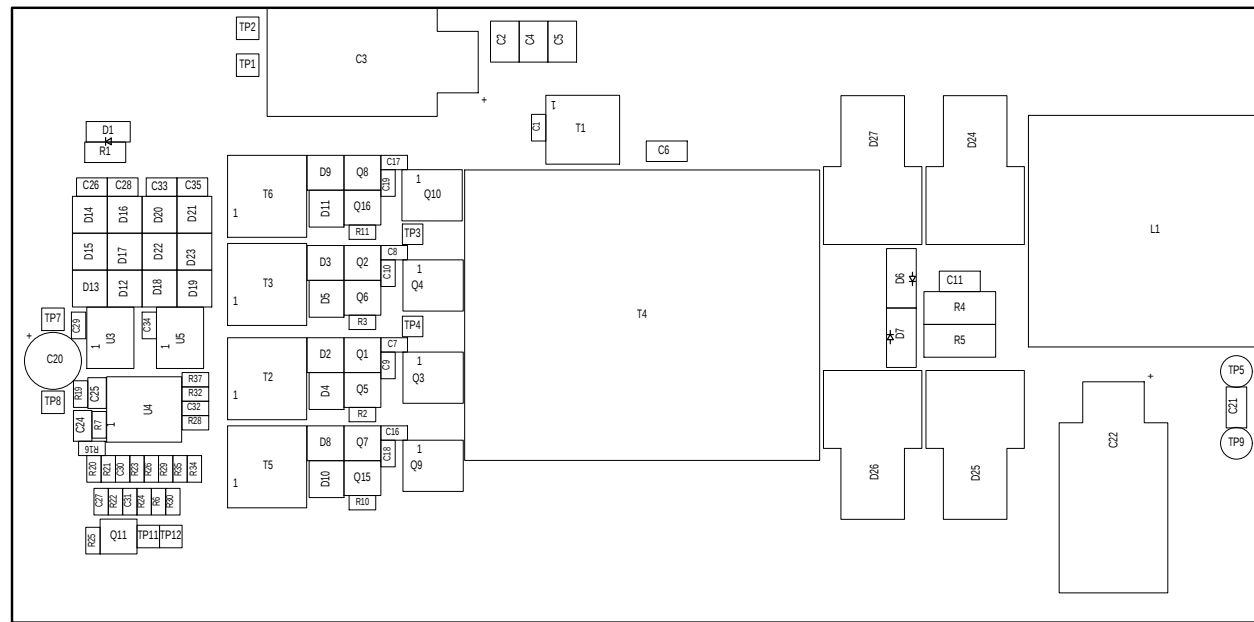 TP2
TP1
C3
+
C2
C4
C5
C1
1
T1
C6
D27
D24
L1
D1
R1
C26
C28
C33
C35
D14
D16
D20
D21
D15
D17
D22
D23
D13
D12
D18
D19
T6
1
D9
Q8
C17
C19
D11
Q16
R11
1
Q10
TP3
T3
1
D3
Q2
C8
C10
D5
Q6
R3
1
Q4
TP4
T4
D6
D7
C11
R4
R5
TP7
+
C20
TP8
C29
1
U3
C34
1
U5
T2
1
D2
Q1
C7
C9
D4
Q5
R2
1
Q3
R19
C25
C24
R7
1
U4
R37
R32
C32
R28
R16
T5
1
D8
Q7
C16
C18
D10
Q15
R10
1
Q9
R20
R21
C30
R23
R26
R29
R35
R34
C27
R22
C31
R24
R6
R30
R25
Q11
TP11
TP12
D26
D25
+
C22
TP5
C21
TP9